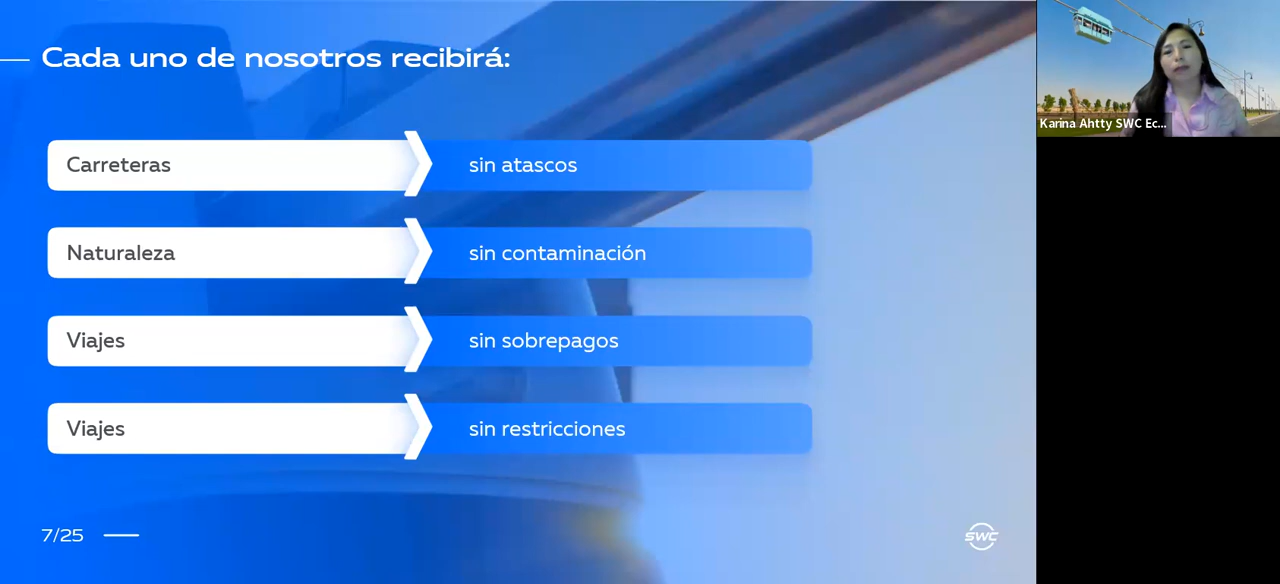 Cada uno de nosotros recibirá:
Carreteras sin atascos
Naturaleza sin contaminación
Viajes sin sobrepagos
Viajes sin restricciones
7/25
SWC
Karina Ahtty SWC Ec...